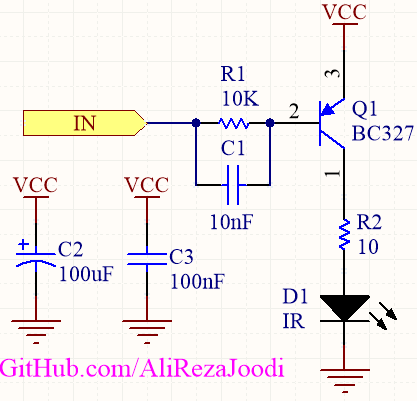 VCC
3
R1
10K
Q1
2
BC327
IN
C1
1
10nF
VCC
VCC
R2
10
C2
100uF
C3
100nF
D1
IR
GitHub.com/AliRezaJoodi